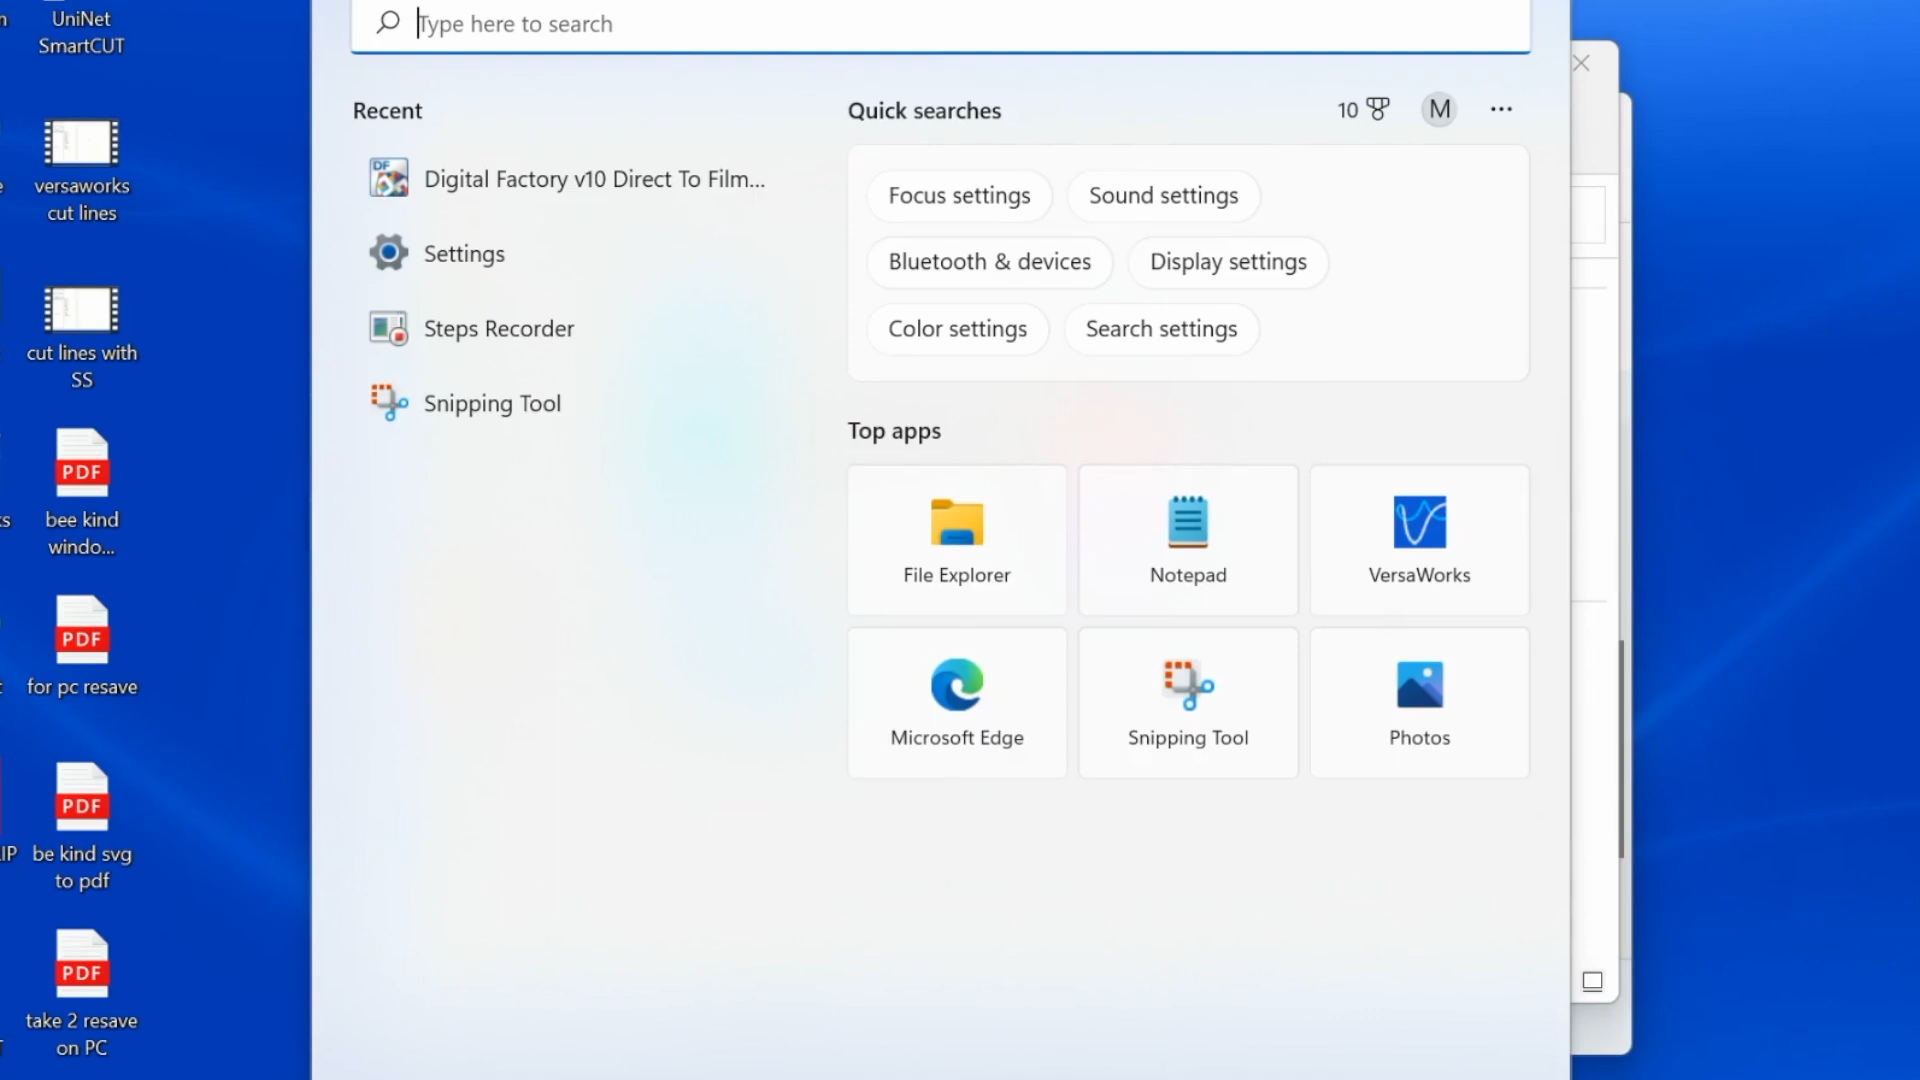 UniNet
SmartCUT
versaworks
cut lines
cut lines with
SS
PDF
bee kind
windo...
PDF
for pc resave
PDF
be kind svg
to pdf
PDF
take 2 resave
on PC
Type here to search
Recent
DF
Digital Factory v10 Direct To Film...
Settings
Steps Recorder
Snipping Tool
Quick searches
10
M
Focus settings
Sound settings
Bluetooth & devices
Display settings
Color settings
Search settings
Top apps
File Explorer
Notepad
VersaWorks
Microsoft Edge
Snipping Tool
Photos